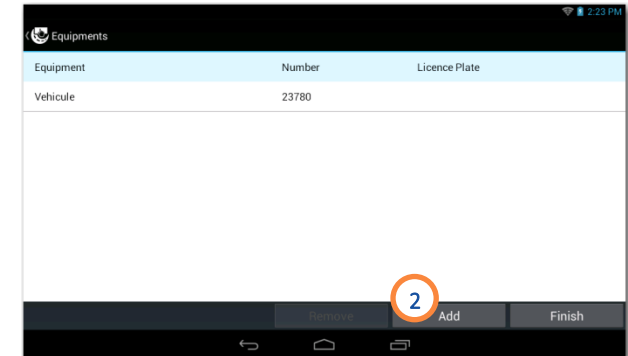 2:23 PM
Equipments
Equipment Number Licence Plate
Vehicule 23780
2
Remove Add Finish